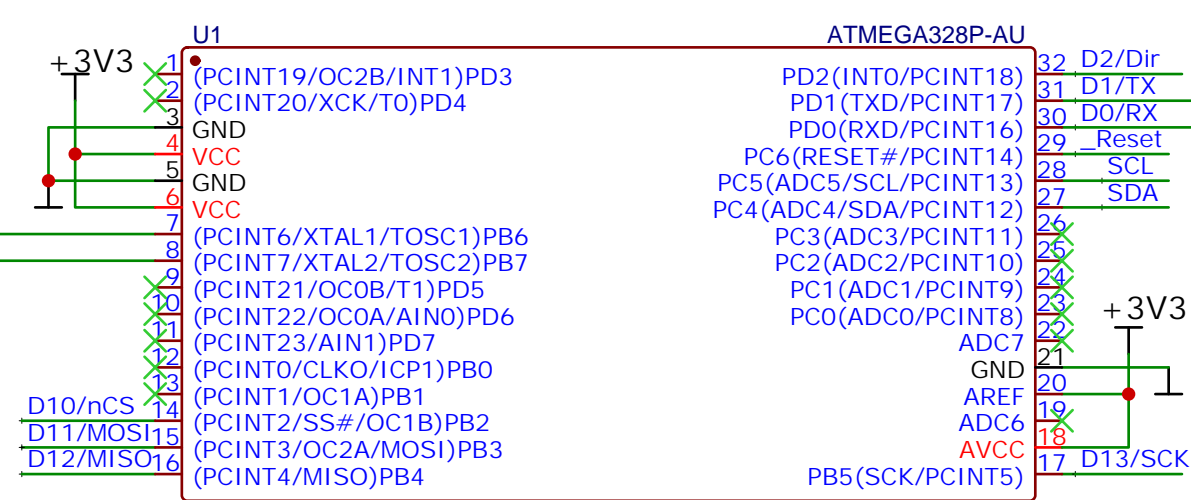 U1
ATMEGA328P-AU
+3V3
1 (PCINT19/OC2B/INT1)PD3
2 (PCINT20/XCK/T0)PD4
3 GND
4 VCC
5 GND
6 VCC
7 (PCINT6/XTAL1/TOSC1)PB6
8 (PCINT7/XTAL2/TOSC2)PB7
9 (PCINT21/OC0B/T1)PD5
10 (PCINT22/OC0A/AIN0)PD6
11 (PCINT23/AIN1)PD7
12 (PCINT0/CLKO/ICP1)PB0
13 (PCINT1/OC1A)PB1
D10/nCS 14 (PCINT2/SS#/OC1B)PB2
D11/MOSI 15 (PCINT3/OC2A/MOSI)PB3
D12/MISO 16 (PCINT4/MISO)PB4
PD2(INT0/PCINT18) 32 D2/Dir
PD1(TXD/PCINT17) 31 D1/TX
PD0(RXD/PCINT16) 30 D0/RX
PC6(RESET#/PCINT14) 29 _Reset
PC5(ADC5/SCL/PCINT13) 28 SCL
PC4(ADC4/SDA/PCINT12) 27 SDA
PC3(ADC3/PCINT11) 26
PC2(ADC2/PCINT10) 25
PC1(ADC1/PCINT9) 24
PC0(ADC0/PCINT8) 23
ADC7 22
GND 21
AREF 20
ADC6 19
AVCC 18
PB5(SCK/PCINT5) 17 D13/SCK
+3V3